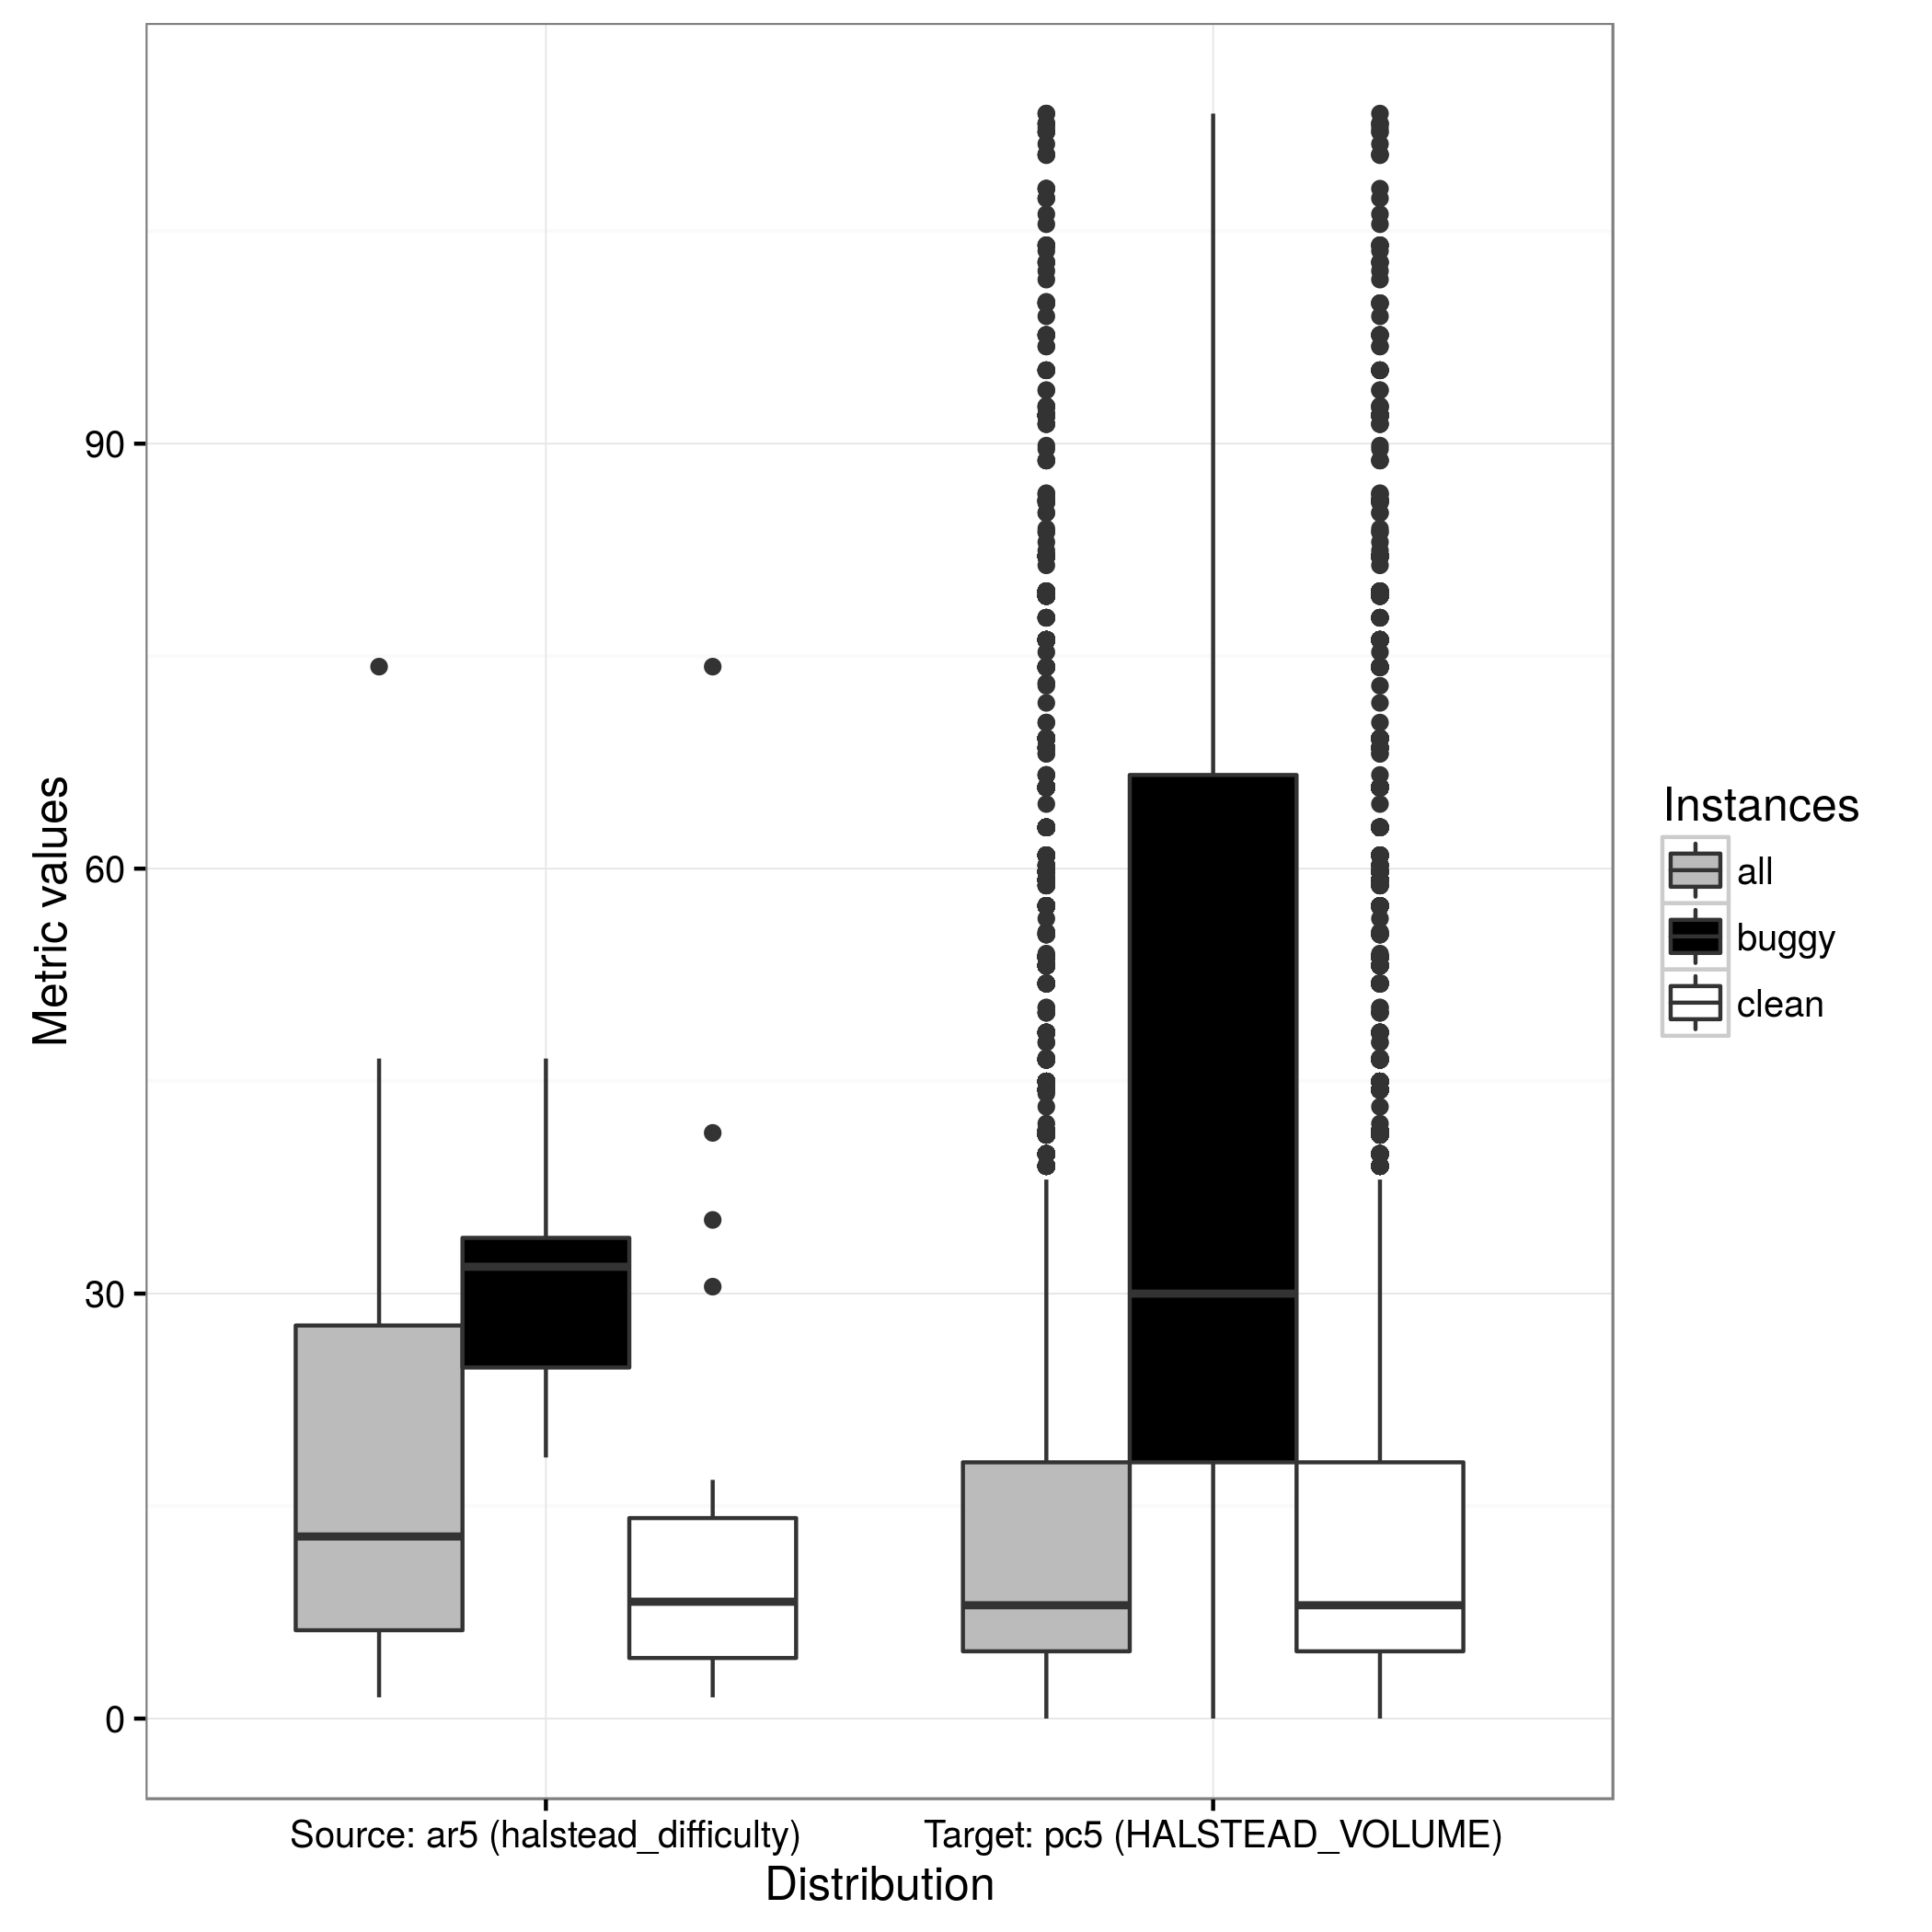 Metric values
90
60
30
0
Source: ar5 (halstead_difficulty)
Target: pc5 (HALSTEAD_VOLUME)
Distribution
Instances
all
buggy
clean